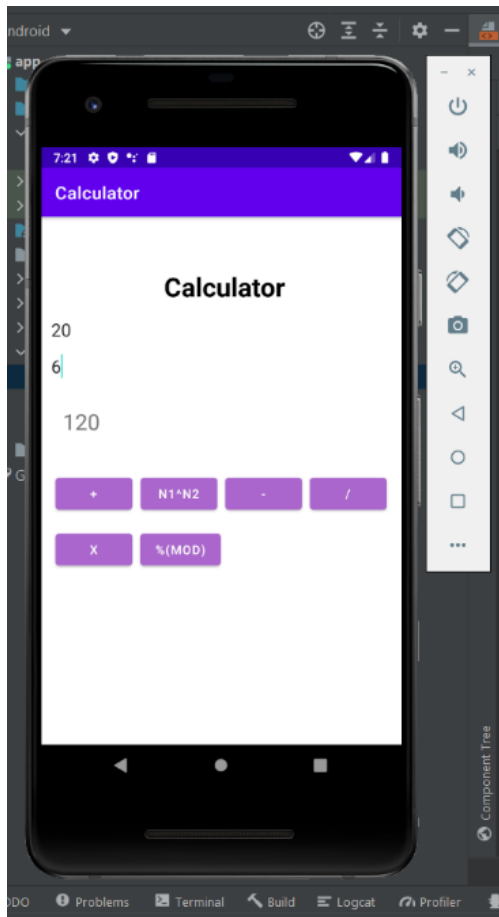 ndroid
app
7:21
Calculator
Calculator
20
6
120
+ N1^N2 - /
X %(MOD)
G
Component Tree
ODO Problems Terminal Build Logcat Profiler